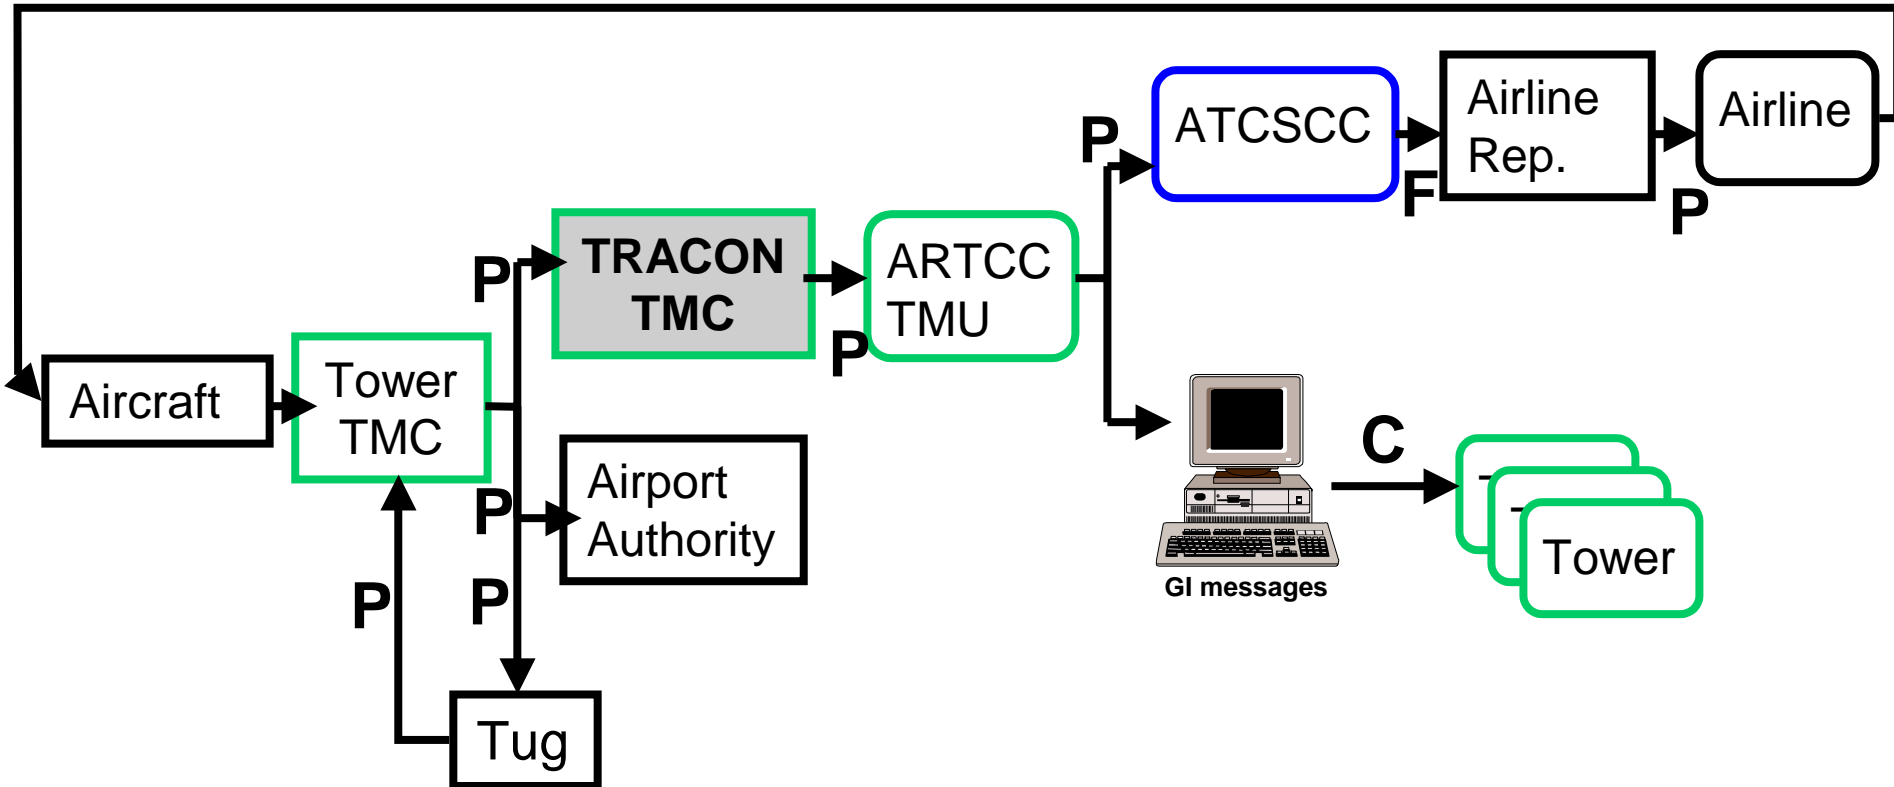 ATCSCC
Airline
Rep.
Airline
P
F
P
TRACON
TMC
ARTCC
TMU
P
P
Aircraft
Tower
TMC
Airport
Authority
P
P
P
Tug
GI messages
C
Tower